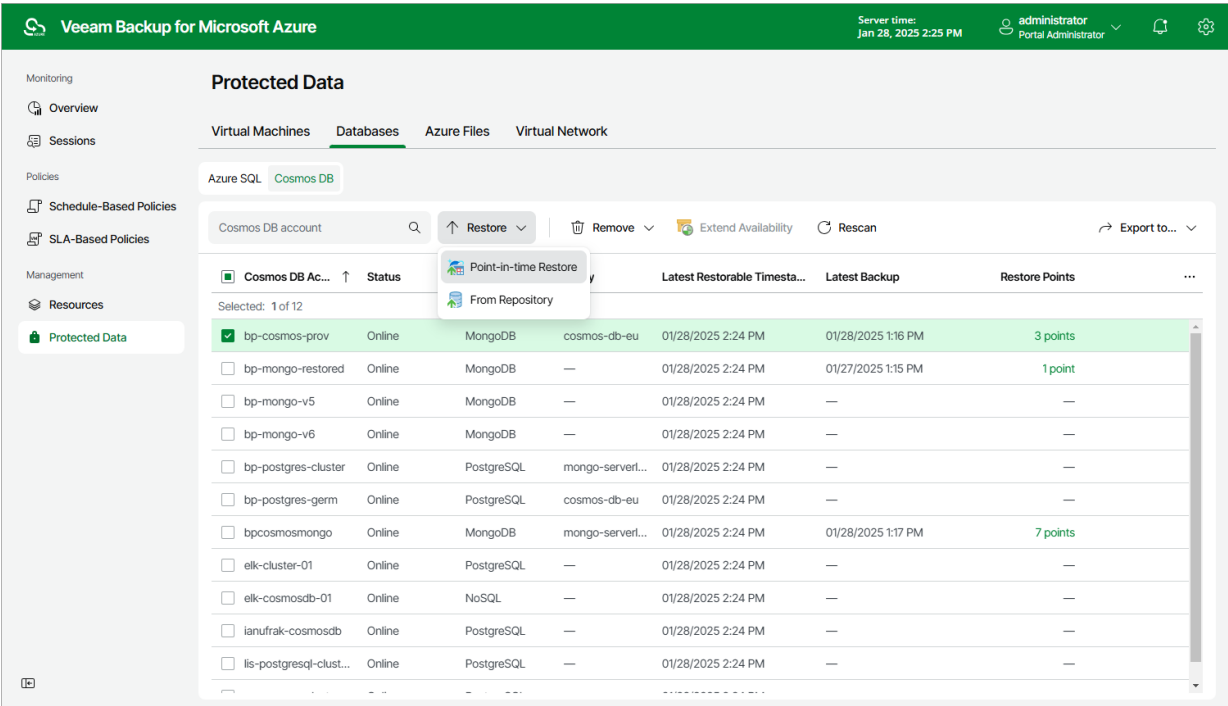 Veeam Backup for Microsoft Azure
Server time:
Jan 28, 2025 2:25 PM
administrator
Portal Administrator
Monitoring
Overview
Sessions
Policies
Schedule-Based Policies
SLA-Based Policies
Management
Resources
Protected Data
Protected Data
Virtual Machines Databases Azure Files Virtual Network
Azure SQL Cosmos DB
Cosmos DB account Restore Remove Extend Availability Rescan Export to...
Point-in-time Restore
From Repository
Cosmos DB Ac... Status Latest Restorable Timesta... Latest Backup Restore Points ...
Selected: 1 of 12
bp-cosmos-prov Online MongoDB cosmos-db-eu 01/28/2025 2:24 PM 01/28/2025 1:16 PM 3 points
bp-mongo-restored Online MongoDB — 01/28/2025 2:24 PM 01/27/2025 1:15 PM 1 point
bp-mongo-v5 Online MongoDB — 01/28/2025 2:24 PM — —
bp-mongo-v6 Online MongoDB — 01/28/2025 2:24 PM — —
bp-postgres-cluster Online PostgreSQL mongo-serverl... 01/28/2025 2:24 PM — —
bp-postgres-germ Online PostgreSQL cosmos-db-eu 01/28/2025 2:24 PM — —
bpcosmosmongo Online MongoDB mongo-serverl... 01/28/2025 2:24 PM 01/28/2025 1:17 PM 7 points
elk-cluster-01 Online PostgreSQL — 01/28/2025 2:24 PM — —
elk-cosmosdb-01 Online NoSQL — 01/28/2025 2:24 PM — —
ianufrak-cosmosdb Online PostgreSQL — 01/28/2025 2:24 PM — —
lis-postgresql-clust... Online PostgreSQL — 01/28/2025 2:24 PM — —